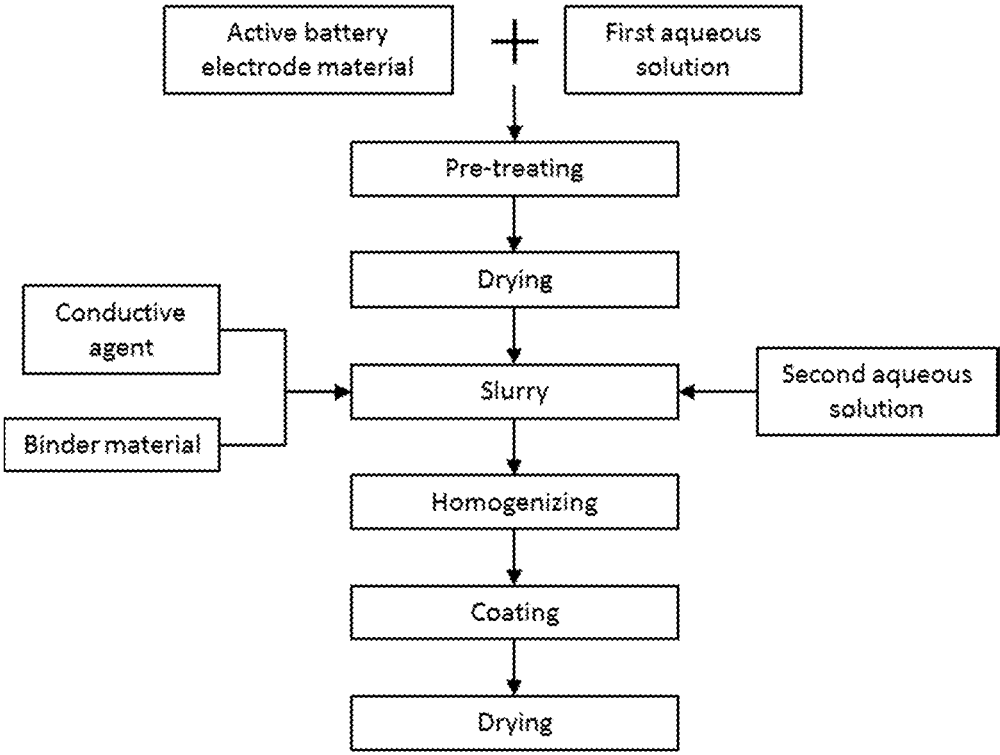 Active battery
electrode material
First aqueous
solution
Pre-treating
Drying
Conductive
agent
Binder material
Slurry
Second aqueous
solution
Homogenizing
Coating
Drying